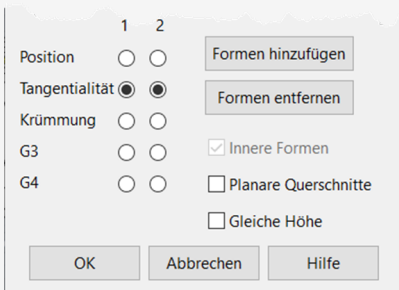 1 2
Position
Tangentialität
Krümmung
G3
G4
Formen hinzufügen
Formen entfernen
Innere Formen
Planare Querschnitte
Gleiche Höhe
OK Abbrechen Hilfe